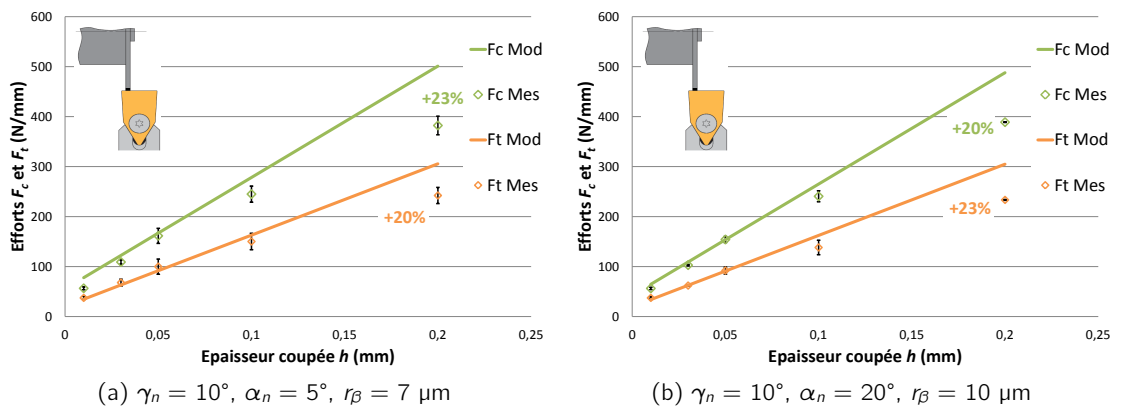 600
500
400
300
200
100
0
Efforts Fc et Ft (N/mm)
0
0,05
0,1
0,15
0,2
0,25
Epaisseur coupée h (mm)
+23%
+20%
Fc Mod
Fc Mes
Ft Mod
Ft Mes
(a) γn = 10°, αn = 5°, rβ = 7 µm
600
500
400
300
200
100
0
Efforts Fc et Ft (N/mm)
0
0,05
0,1
0,15
0,2
0,25
Epaisseur coupée h (mm)
+20%
+23%
Fc Mod
Fc Mes
Ft Mod
Ft Mes
(b) γn = 10°, αn = 20°, rβ = 10 µm